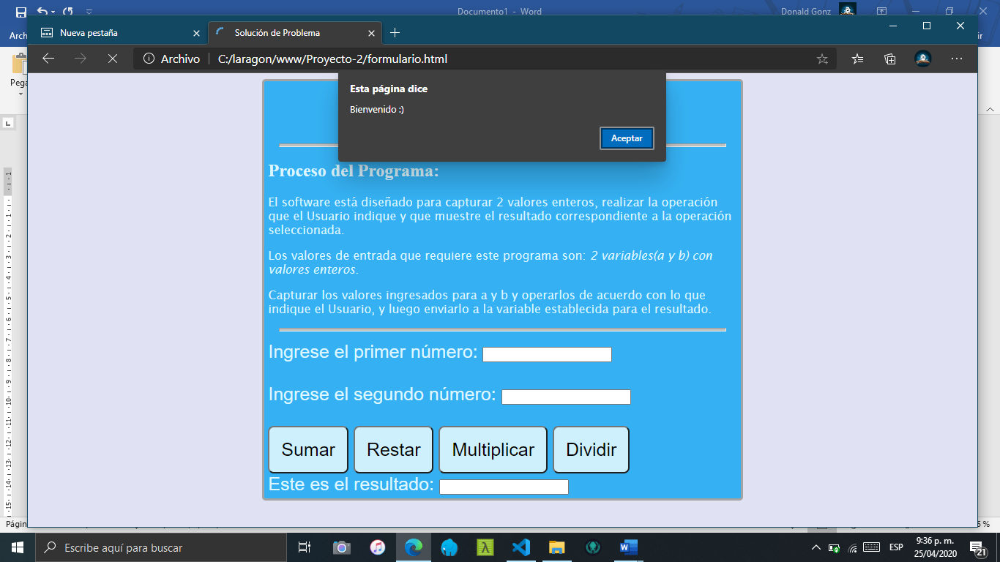 Documento1 - Word
Donald Gonz
Arch
Nueva pestaña
Solución de Problema
Archivo
C:/laragon/www/Proyecto-2/formulario.html
Pega
Esta página dice
Bienvenido :)
Aceptar
Proceso del Programa:
El software está diseñado para capturar 2 valores enteros, realizar la operación
que el Usuario indique y que muestre el resultado correspondiente a la operación
seleccionada.
Los valores de entrada que requiere este programa son: 2 variables(a y b) con
valores enteros.
Capturar los valores ingresados para a y b y operarlos de acuerdo con lo que
indique el Usuario, y luego enviarlo a la variable establecida para el resultado.
Ingrese el primer número:
Ingrese el segundo número:
Sumar Restar Multiplicar Dividir
Este es el resultado:
Págin
Escribe aquí para buscar
ESP
9:36 p. m.
25/04/2020
21